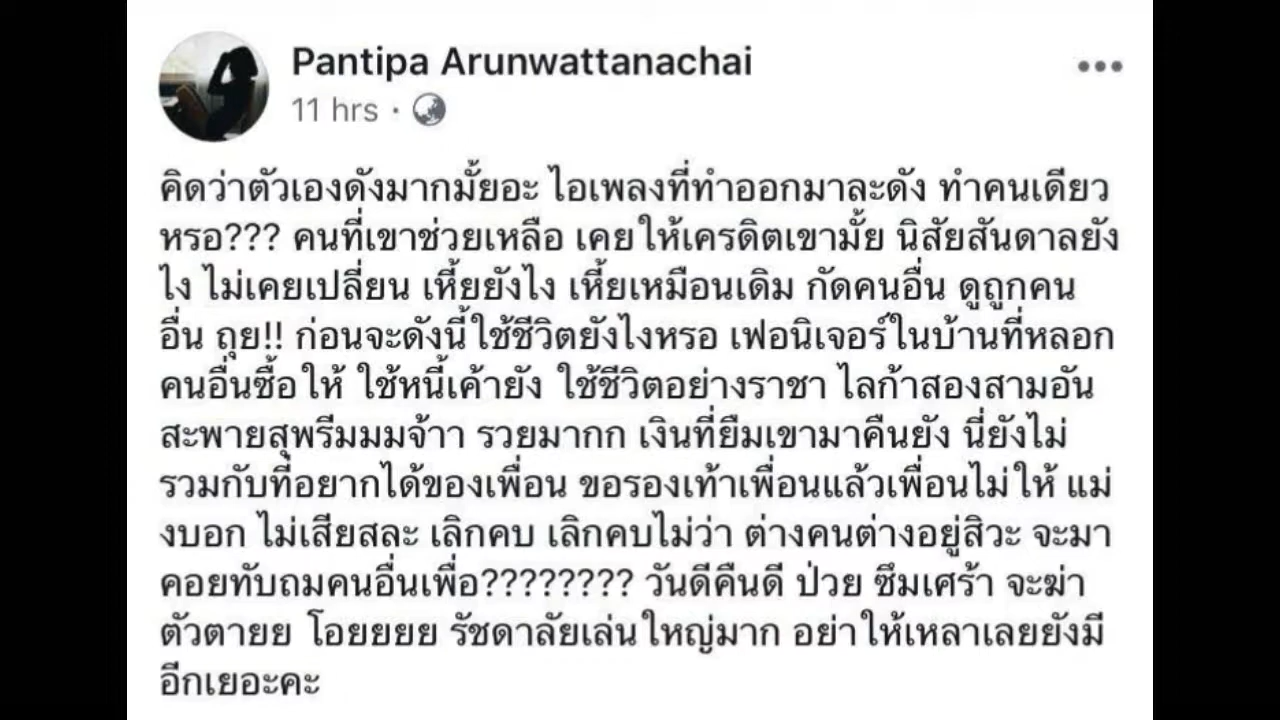 Pantipa Arunwattanachai
11 hrs ·
คิดว่าตัวเองดังมากมั้ยอะ ไอเพลงที่ทำออกมาละดัง ทำคนเดียว
หรอ??? คนที่เขาช่วยเหลือ เคยให้เครดิตเขามั้ย นิสัยสันดาลยัง
ไง ไม่เคยเปลี่ยน เหี้ยยังไง เหี้ยเหมือนเดิม กัดคนอื่น ดูถูกคน
อื่น ถุย!! ก่อนจะดังนี้ใช้ชีวิตยังไงหรอ เฟอนิเจอร์ในบ้านที่หลอก
คนอื่นซื้อให้ ใช้หนี้เค้ายัง ใช้ชีวิตอย่างราชา ไลก้าสองสามอัน
สะพายสุพรีมมมจ้าา รวยมากก เงินที่ยืมเขามาคืนยัง นี่ยังไม่
รวมกับที่อยากได้ของเพื่อน ขอรองเท้าเพื่อนแล้วเพื่อนไม่ให้ แม่
งบอก ไม่เสียสละ เลิกคบ เลิกคบไม่ว่า ต่างคนต่างอยู่สิวะ จะมา
คอยทับถมคนอื่นเพื่อ???????? วันดีคืนดี ป่วย ซึมเศร้า จะฆ่า
ตัวตายย โอยยยย รัชดาลัยเล่นใหญ่มาก อย่าให้เหลาเลยยังมี
อีกเยอะคะ